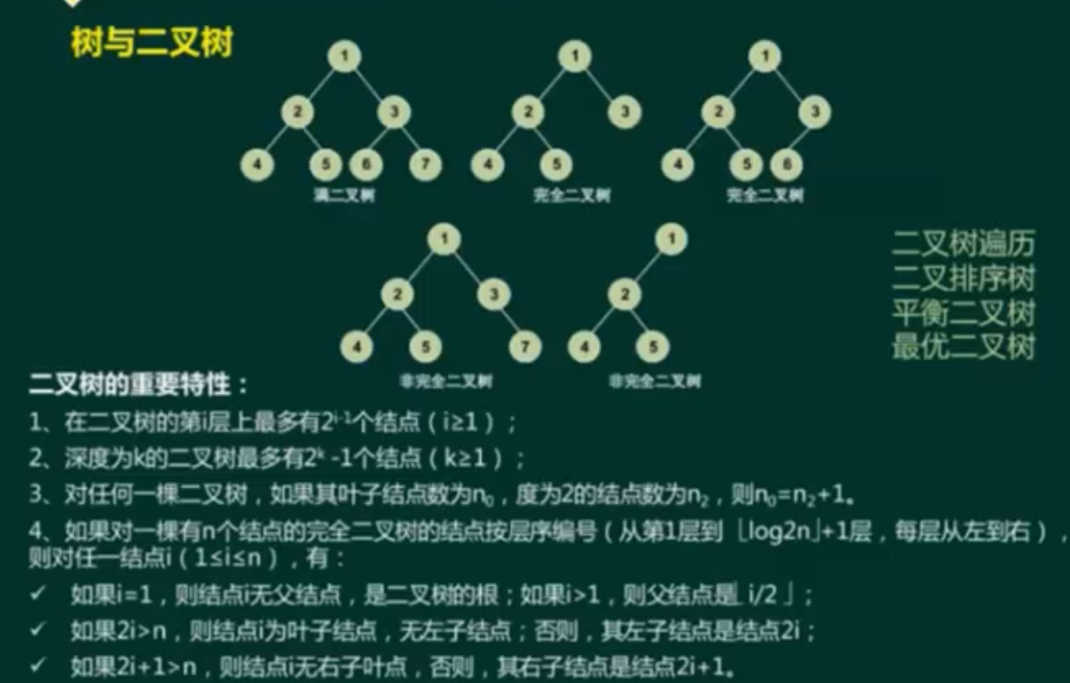 树与二叉树
1 1 1
2 3 2 3 2 3
4 5 6 7 4 5 4 5 6
满二叉树 完全二叉树 完全二叉树
1 1
2 3 2
4 5 7 4 5
非完全二叉树 非完全二叉树
二叉树遍历
二叉排序树
平衡二叉树
最优二叉树
二叉树的重要特性：
1、在二叉树的第i层上最多有2^{i-1}个结点（i≥1）；
2、深度为k的二叉树最多有2^k -1个结点（k≥1）；
3、对任何一棵二叉树，如果其叶子结点数为n₀，度为2的结点数为n₂，则n₀=n₂+1。
4、如果对一棵有n个结点的完全二叉树的结点按层序编号（从第1层到⌊log2n⌋+1层，每层从左到右），
则对任一结点i（1≤i≤n），有：
✓ 如果i=1，则结点i无父结点，是二叉树的根；如果i>1，则父结点是⌊i/2⌋；
✓ 如果2i>n，则结点i为叶子结点，无左子结点；否则，其左子结点是结点2i；
✓ 如果2i+1>n，则结点i无右子叶点，否则，其右子结点是结点2i+1。